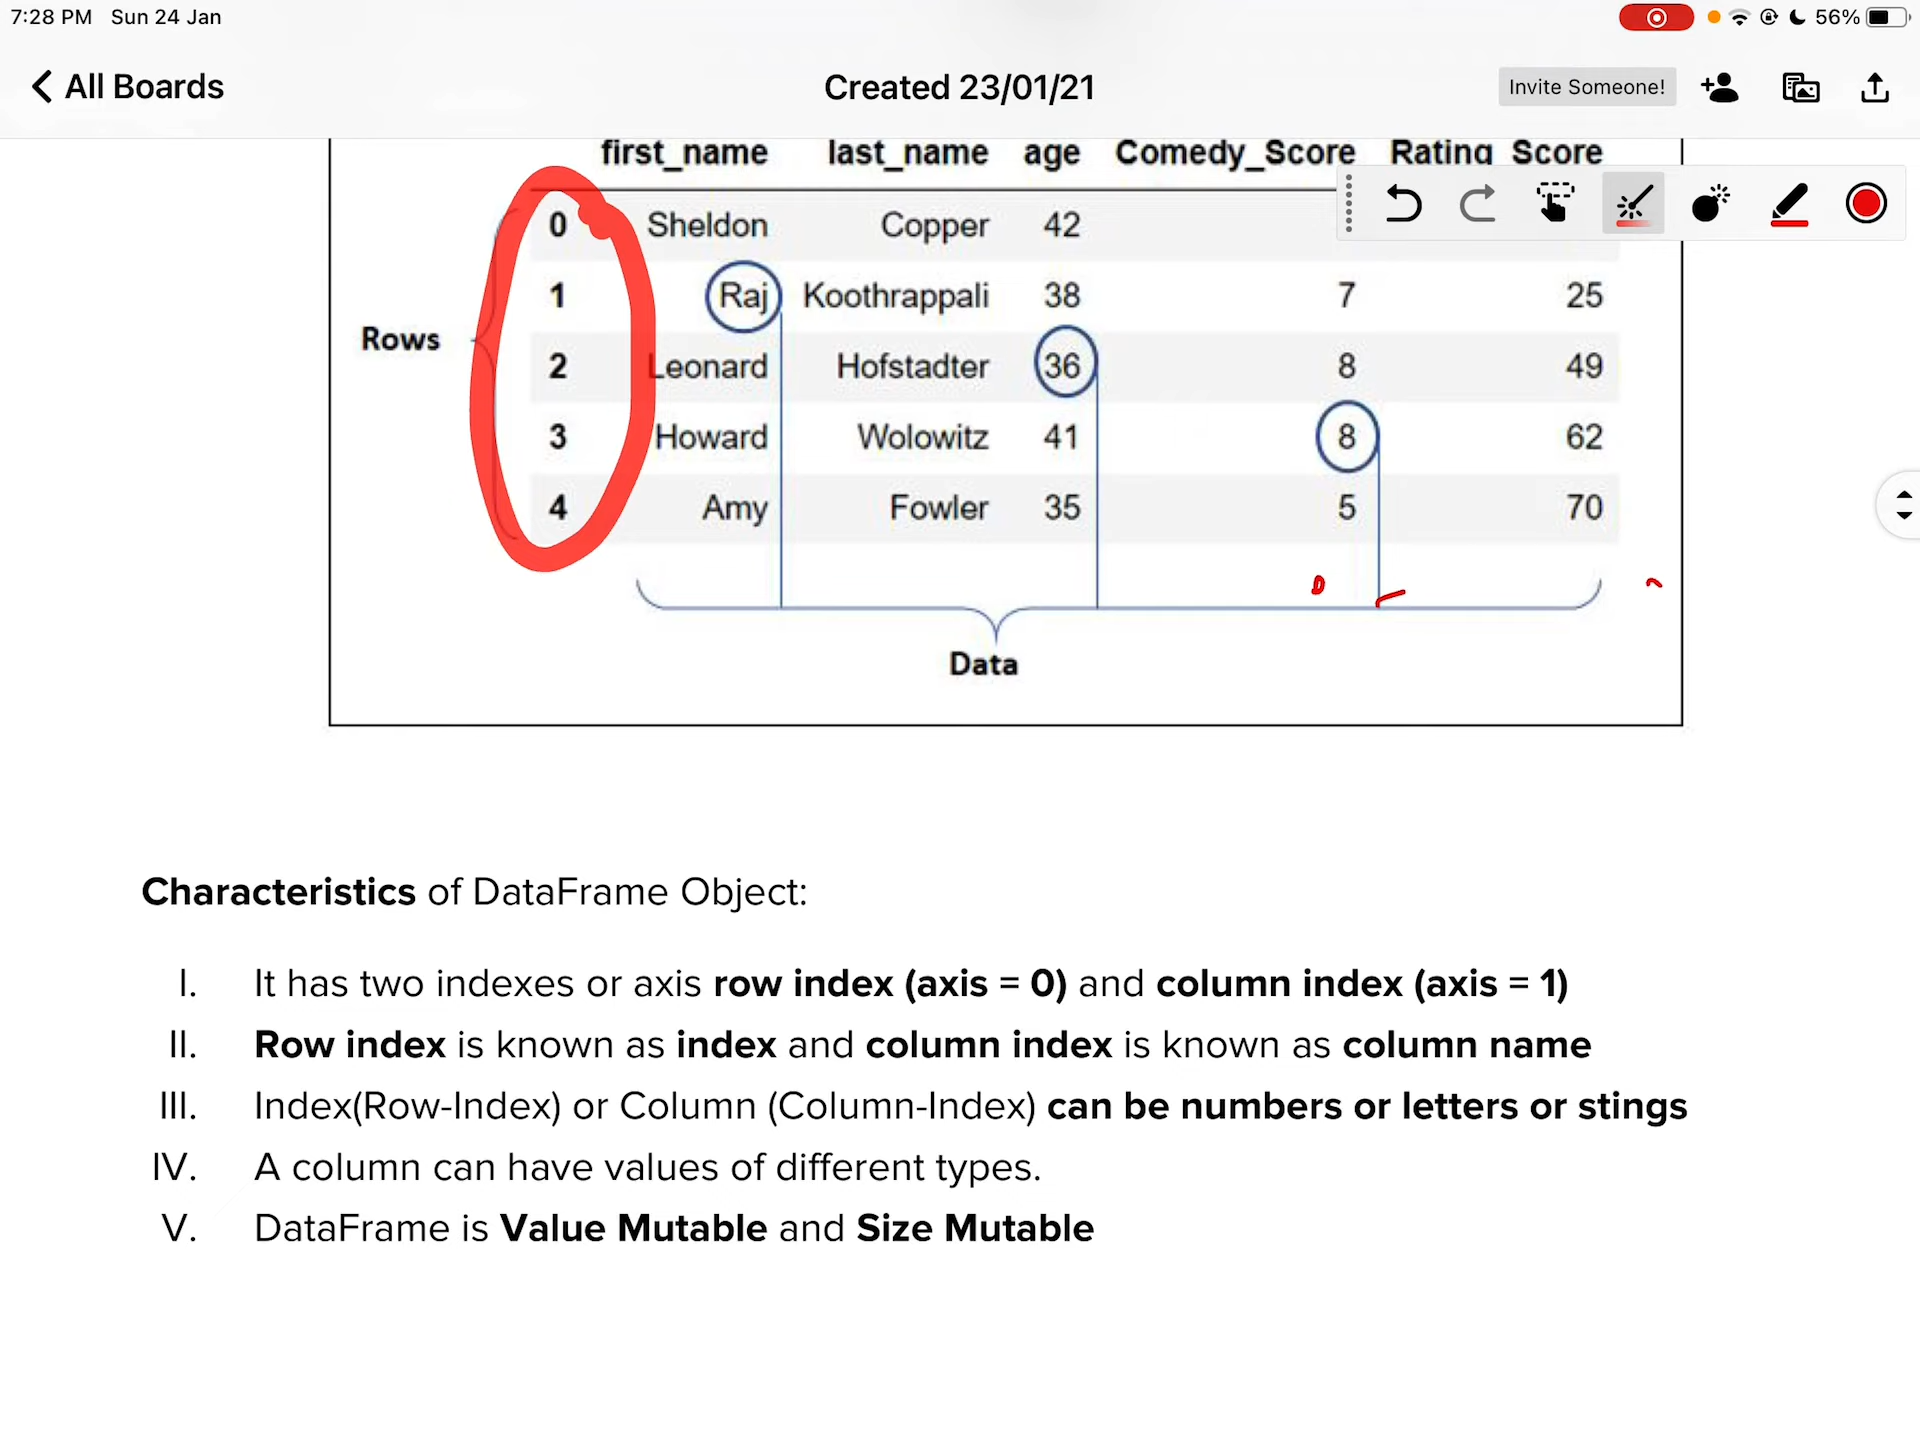 7:28 PM Sun 24 Jan 56%
All Boards Created 23/01/21 Invite Someone!
first_name last_name age Comedy_Score Rating_Score
0 Sheldon Copper 42
1 Raj Koothrappali 38 7 25
Rows
2 Leonard Hofstadter 36 8 49
3 Howard Wolowitz 41 8 62
4 Amy Fowler 35 5 70
Data
Characteristics of DataFrame Object:
I. It has two indexes or axis row index (axis = 0) and column index (axis = 1)
II. Row index is known as index and column index is known as column name
III. Index(Row-Index) or Column (Column-Index) can be numbers or letters or stings
IV. A column can have values of different types.
V. DataFrame is Value Mutable and Size Mutable